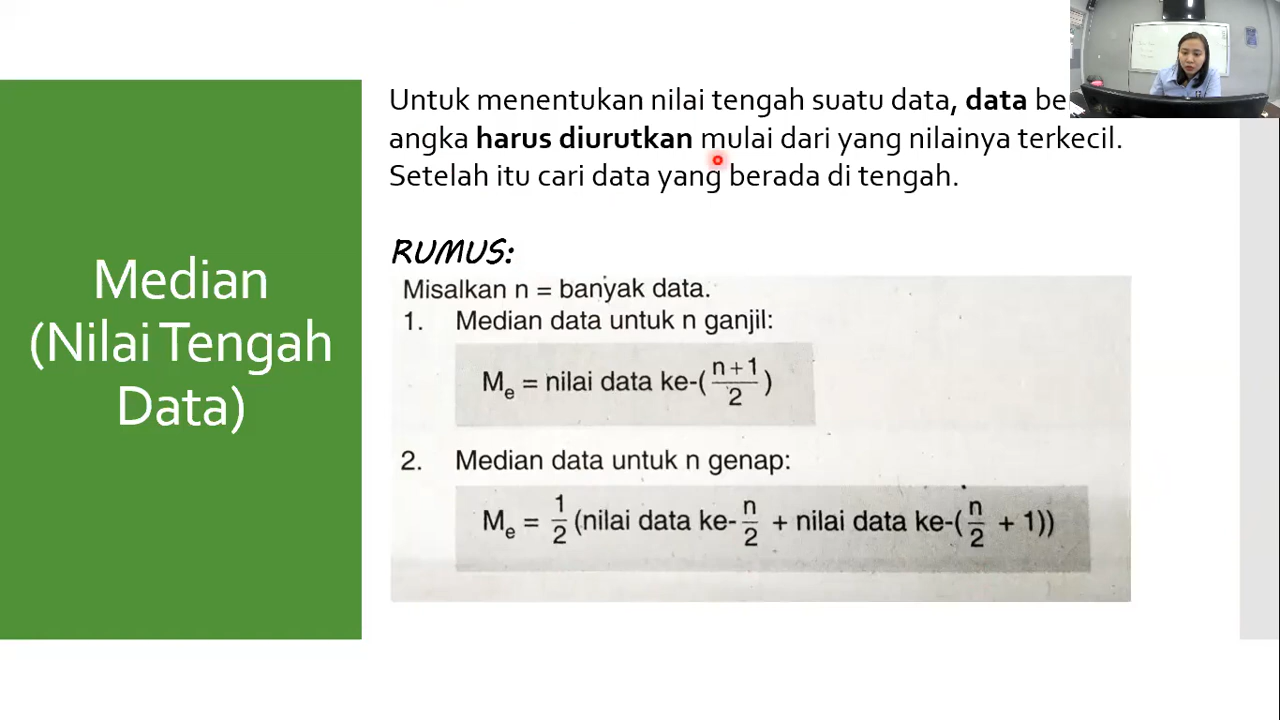 Median
(Nilai Tengah
Data)
Untuk menentukan nilai tengah suatu data, data
angka harus diurutkan mulai dari yang nilainya terkecil.
Setelah itu cari data yang berada di tengah.
RUMUS:
Misalkan n = banyak data.
1. Median data untuk n ganjil:
Me = nilai data ke-(n+1/2)
2. Median data untuk n genap:
Me = 1/2 (nilai data ke-n/2 + nilai data ke-(n/2 + 1))